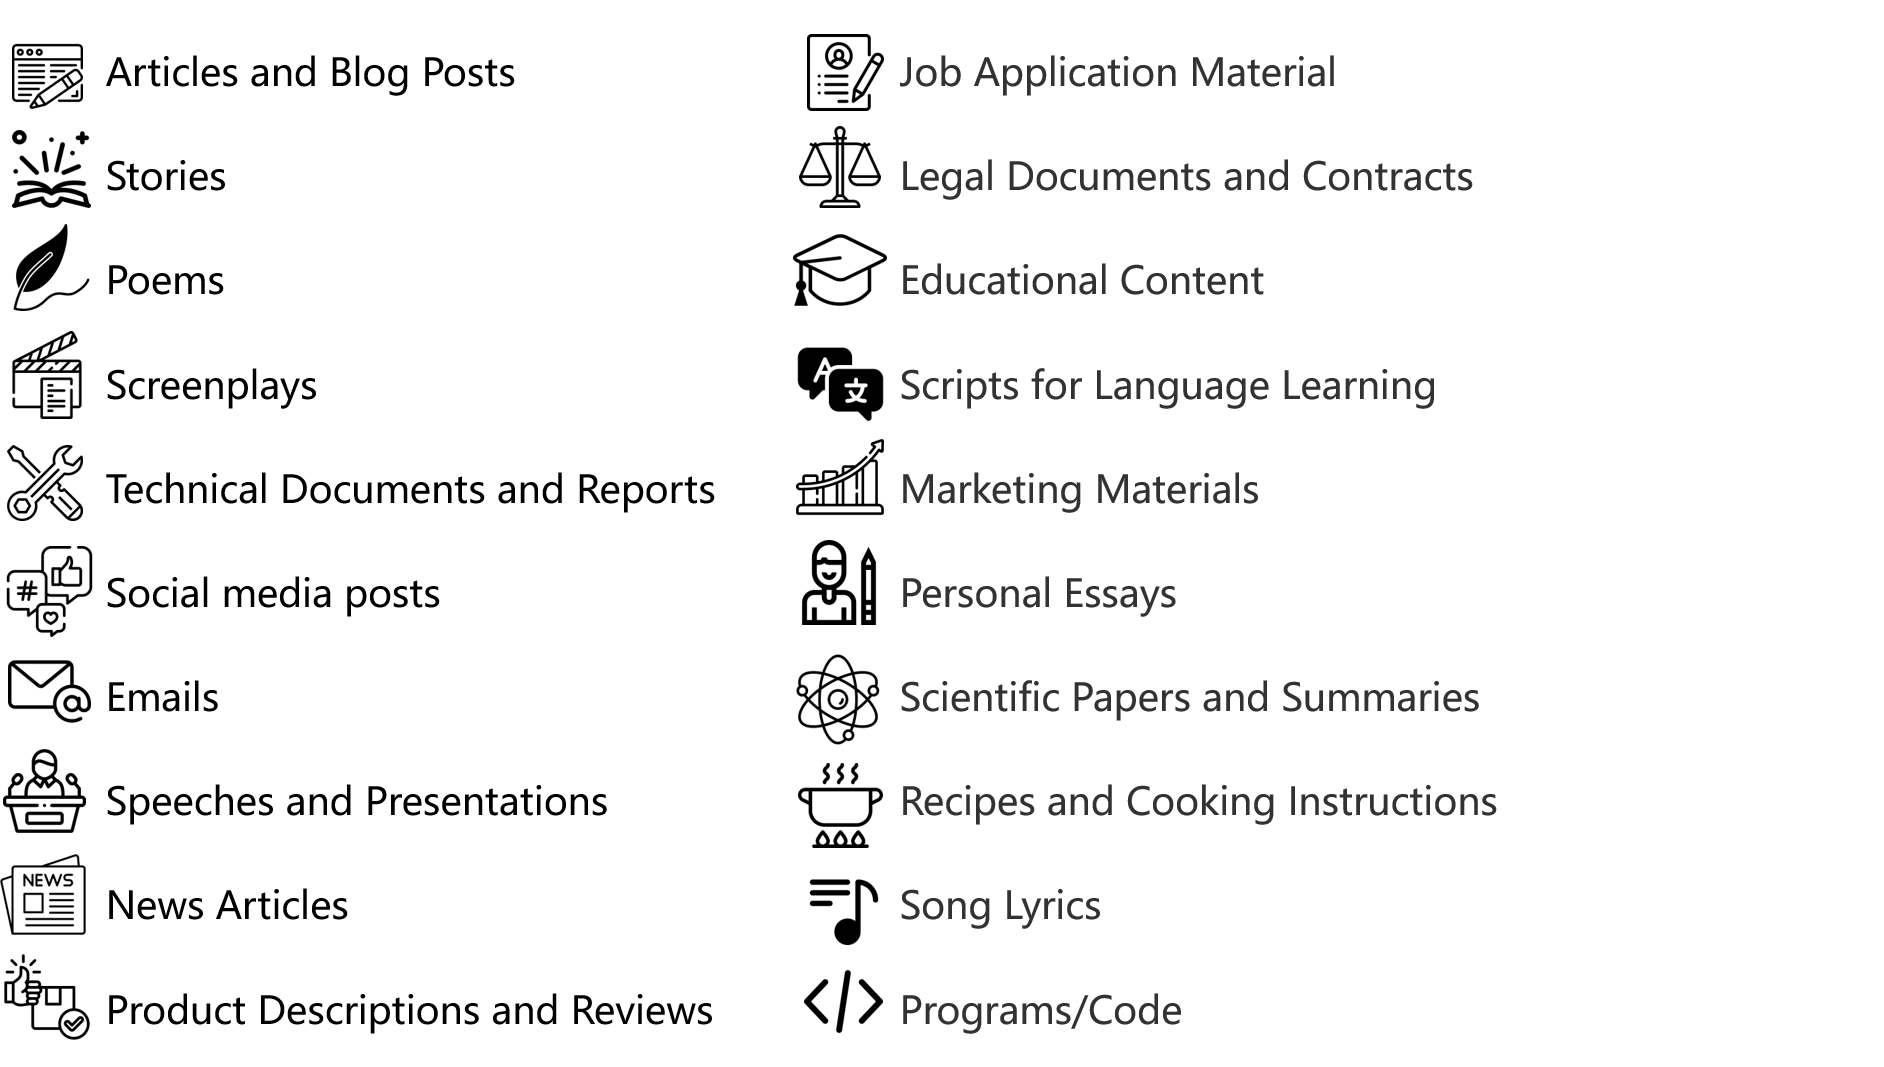 Articles and Blog Posts
Stories
Poems
Screenplays
Technical Documents and Reports
#
Social media posts
@
Emails
Speeches and Presentations
NEWS
News Articles
Product Descriptions and Reviews
Job Application Material
Legal Documents and Contracts
Educational Content
A
文
Scripts for Language Learning
Marketing Materials
Personal Essays
Scientific Papers and Summaries
Recipes and Cooking Instructions
Song Lyrics
</>
Programs/Code